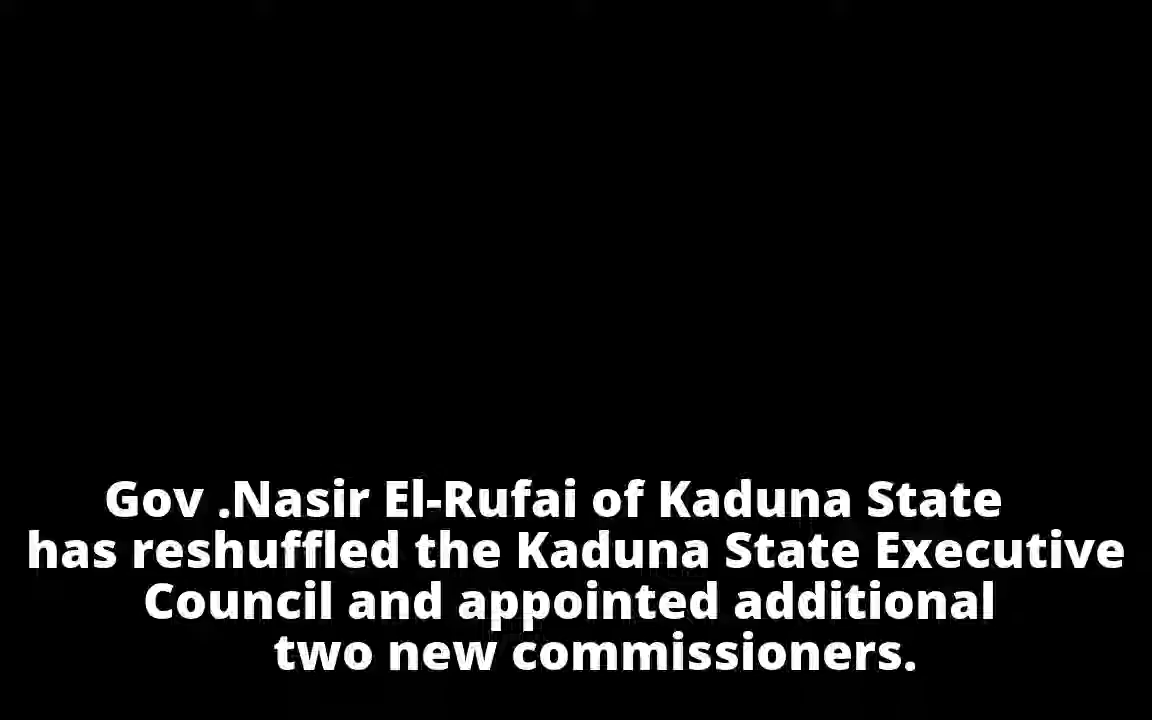 Gov .Nasir El-Rufai of Kaduna State
has reshuffled the Kaduna State Executive
Council and appointed additional
two new commissioners.